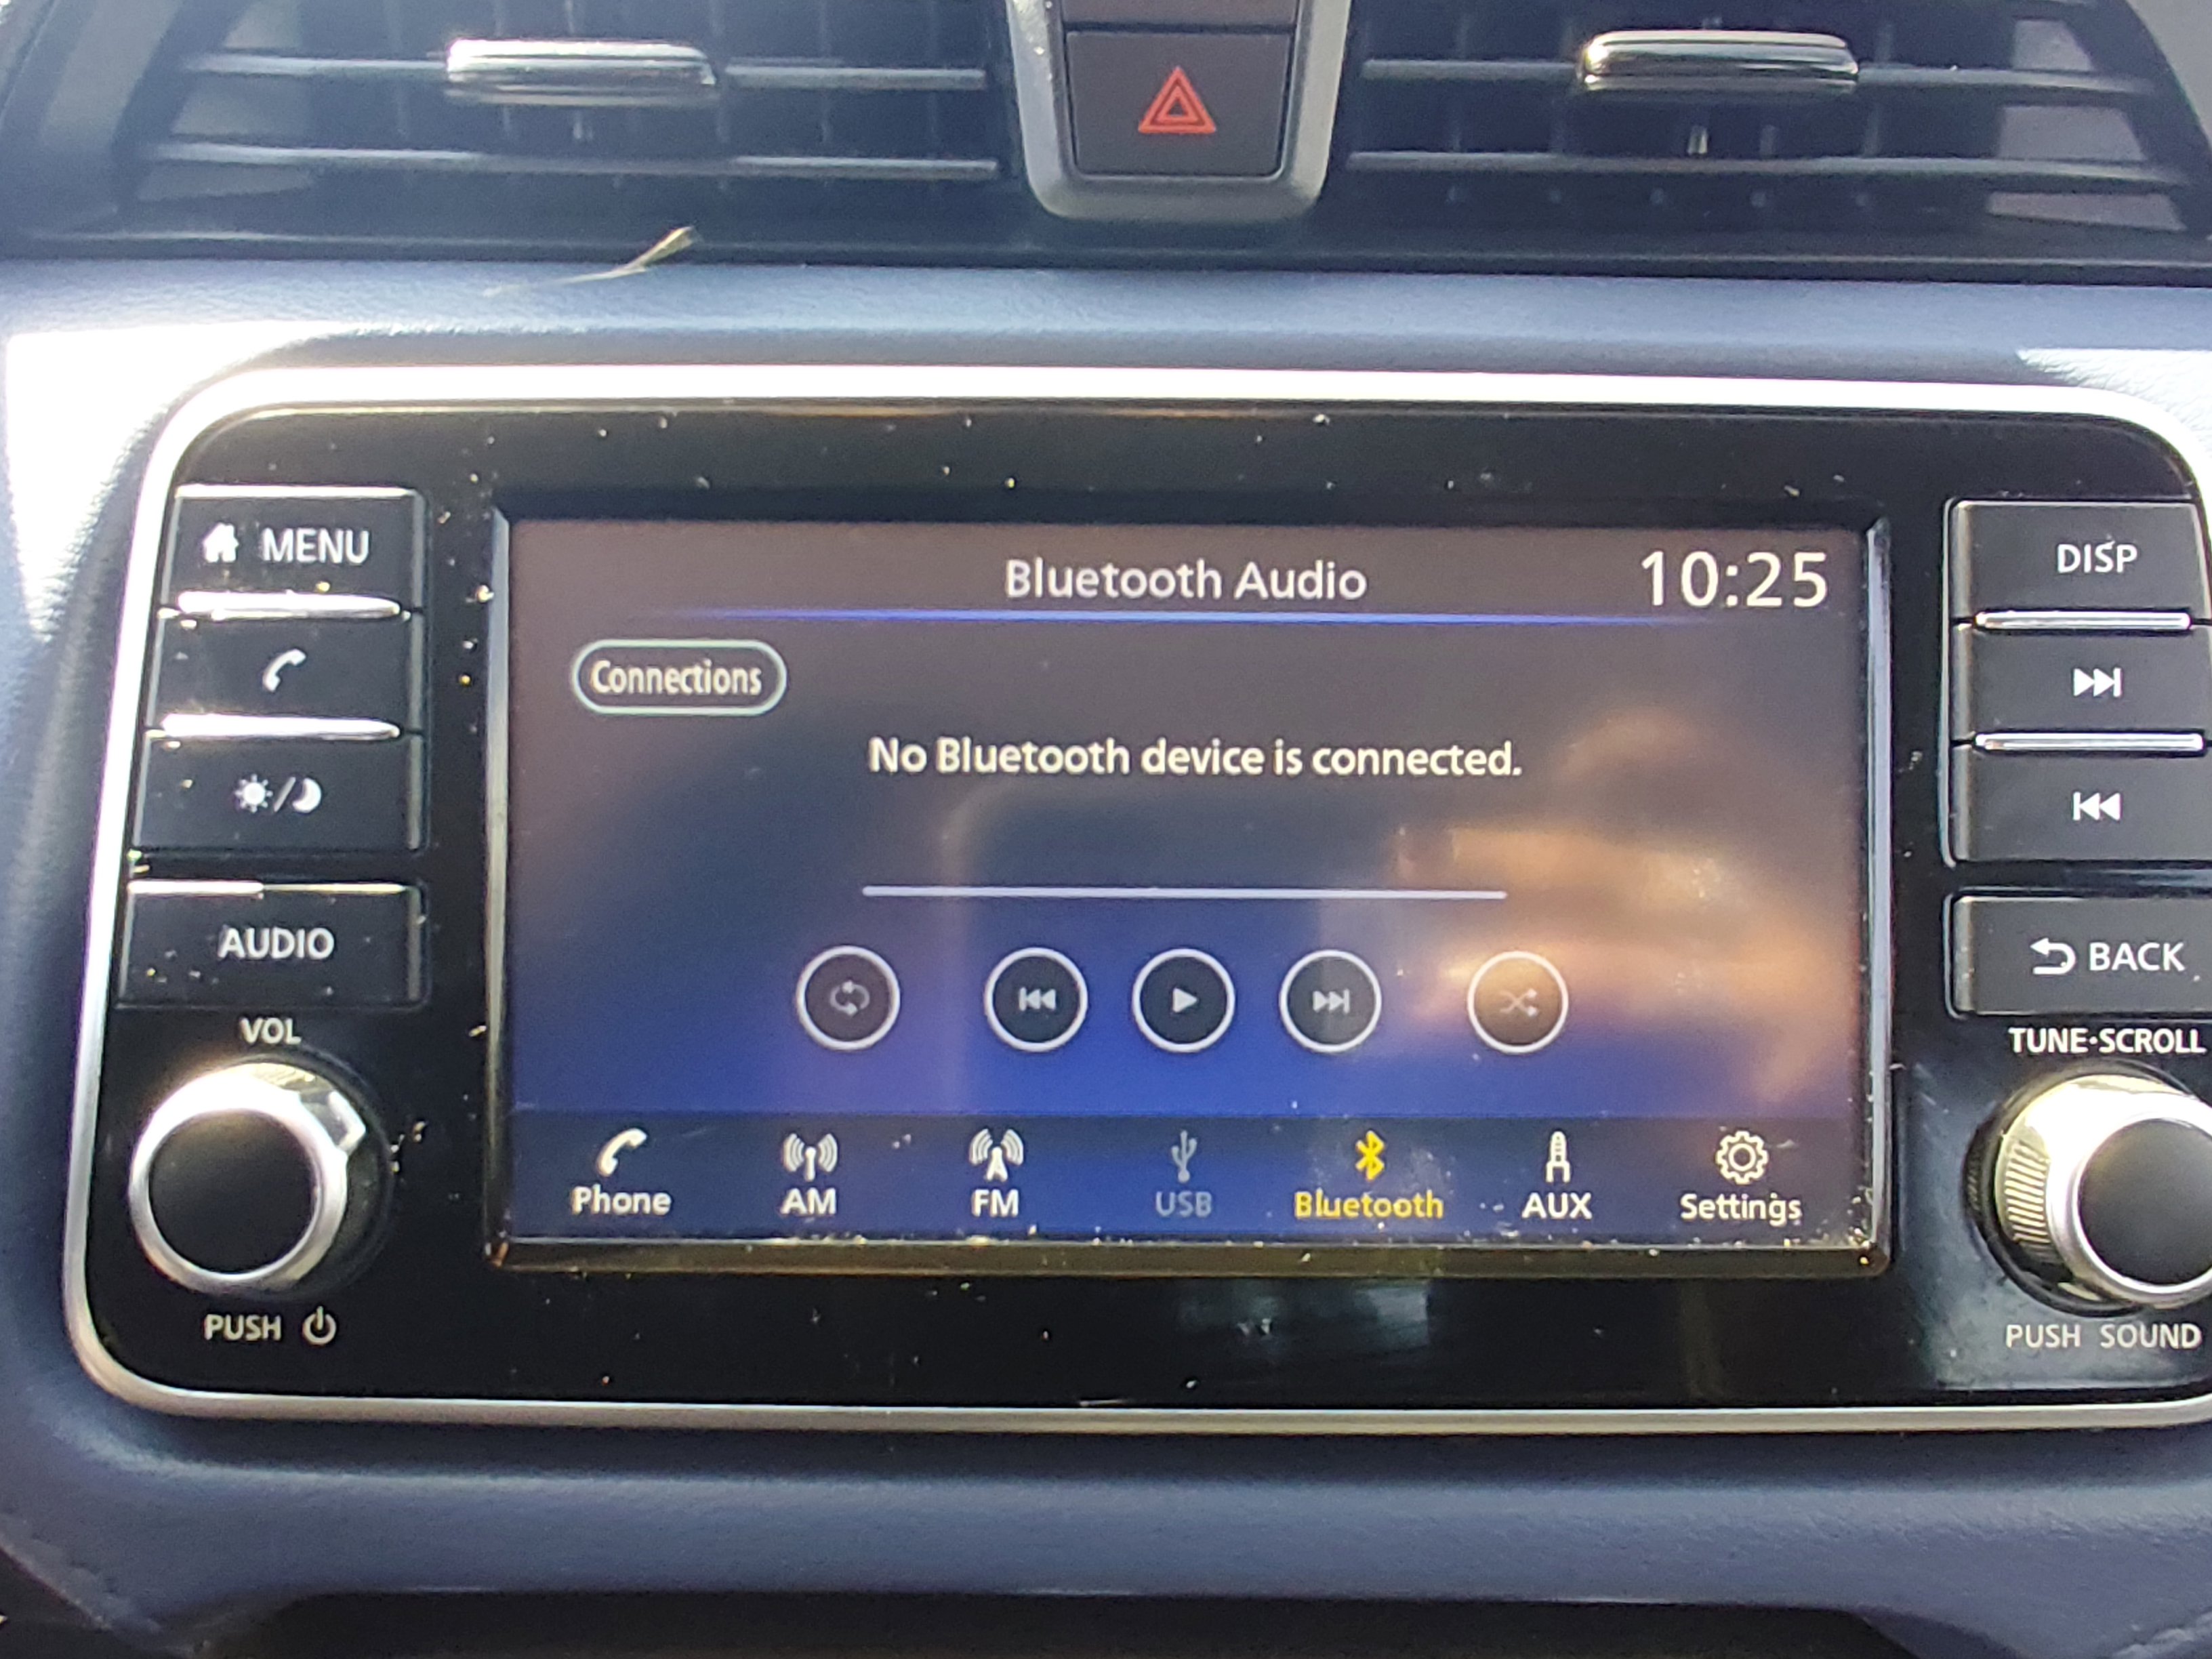 MENU
DISP
AUDIO
BACK
VOL
TUNE·SCROLL
PUSH
PUSH SOUND
Bluetooth Audio
10:25
Connections
No Bluetooth device is connected.
Phone
AM
FM
USB
Bluetooth
AUX
Settings